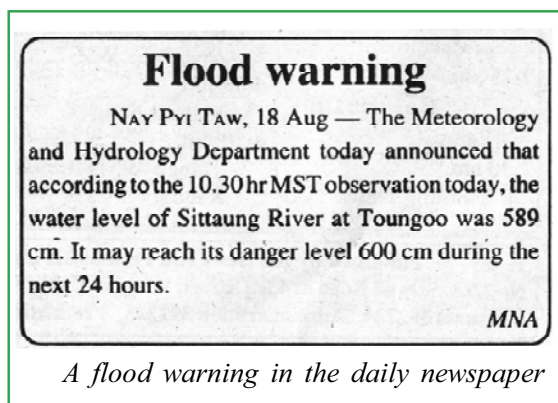 Flood warning
NAY PYI TAW, 18 Aug — The Meteorology
and Hydrology Department today announced that
according to the 10.30 hr MST observation today, the
water level of Sittaung River at Toungoo was 589
cm. It may reach its danger level 600 cm during the
next 24 hours.
MNA
A flood warning in the daily newspaper